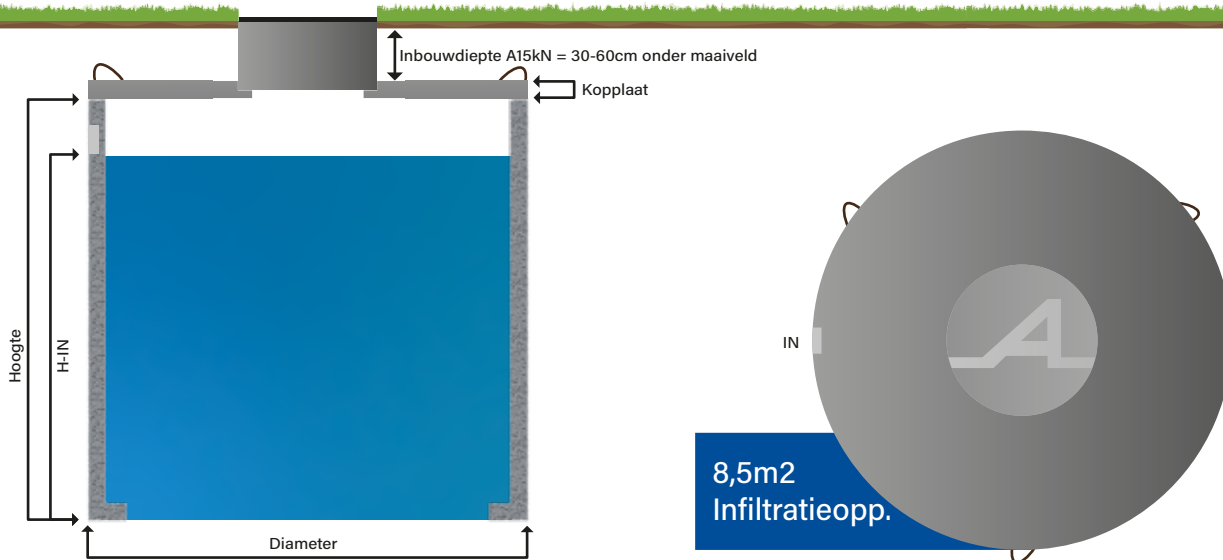 Inbouwdiepte A15kN = 30-60cm onder maaiveld
Kopplaat
Hoogte
H-IN
IN
8,5m2
Infiltratieopp.
Diameter